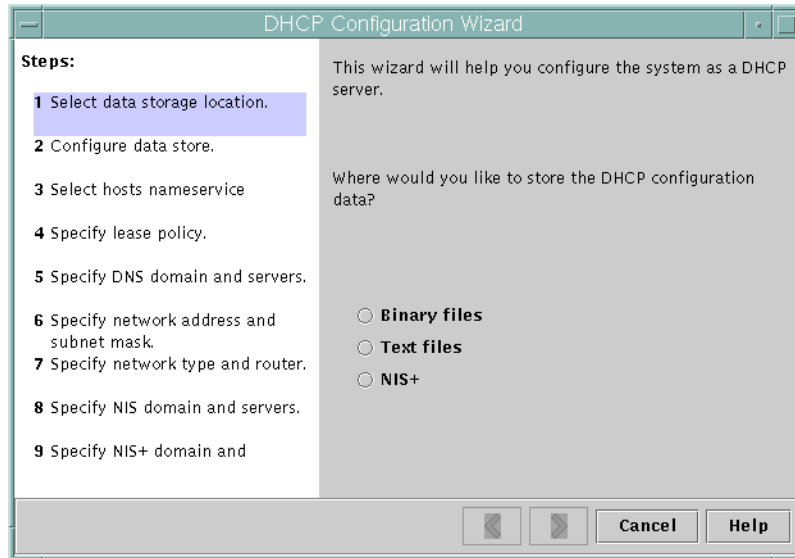 DHCP Configuration Wizard
Steps:
1 Select data storage location.
2 Configure data store.
3 Select hosts nameservice
4 Specify lease policy.
5 Specify DNS domain and servers.
6 Specify network address and
subnet mask.
7 Specify network type and router.
8 Specify NIS domain and servers.
9 Specify NIS+ domain and
This wizard will help you configure the system as a DHCP
server.
Where would you like to store the DHCP configuration
data?
Binary files
Text files
NIS+
Cancel
Help